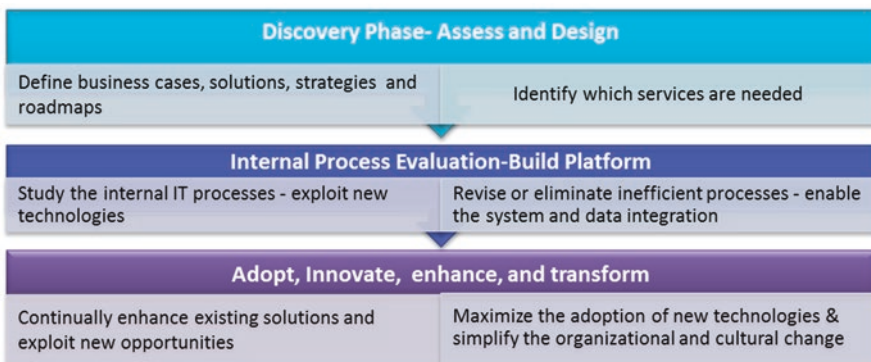 Discovery Phase- Assess and Design
Define business cases, solutions, strategies and
roadmaps
Identify which services are needed
Internal Process Evaluation-Build Platform
Study the internal IT processes - exploit new
technologies
Revise or eliminate inefficient processes - enable
the system and data integration
Adopt, Innovate, enhance, and transform
Continually enhance existing solutions and
exploit new opportunities
Maximize the adoption of new technologies &
simplify the organizational and cultural change